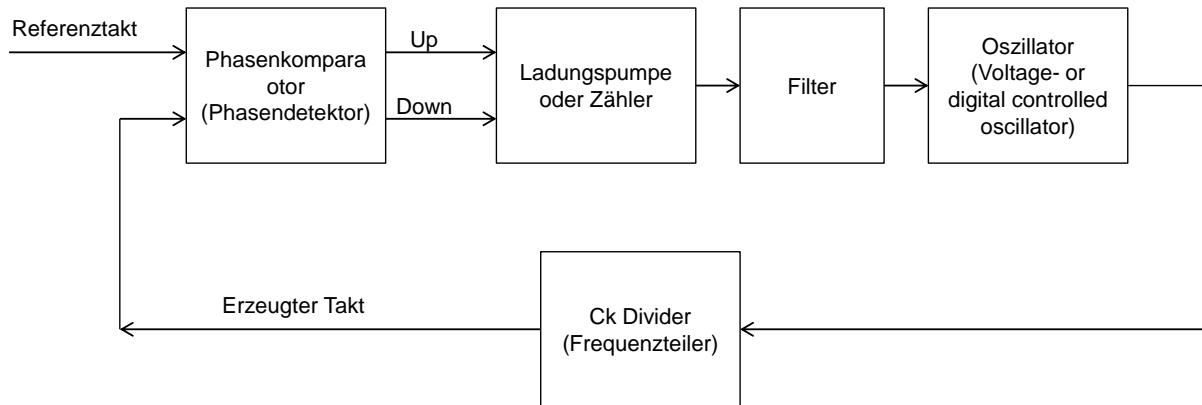 Referenztakt
Phasenkompara
otor
(Phasendetektor)
Up
Down
Ladungspumpe
oder Zähler
Filter
Oszillator
(Voltage- or
digital controlled
oscillator)
Erzeugter Takt
Ck Divider
(Frequenzteiler)